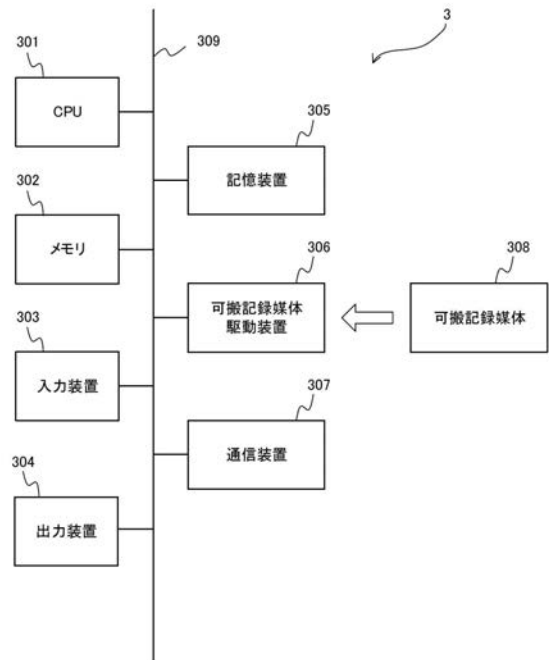 3
301
309
CPU
305
記憶装置
302
メモリ
306
308
可搬記録媒体
駆動装置
可搬記録媒体
303
入力装置
307
通信装置
304
出力装置